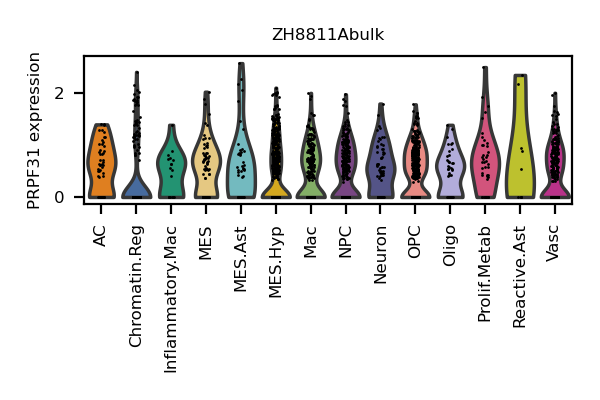 ZH8811Abulk
PRPF31 expression
2
0
AC
Chromatin.Reg
Inflammatory.Mac
MES
MES.Ast
MES.Hyp
Mac
NPC
Neuron
OPC
Oligo
Prolif.Metab
Reactive.Ast
Vasc